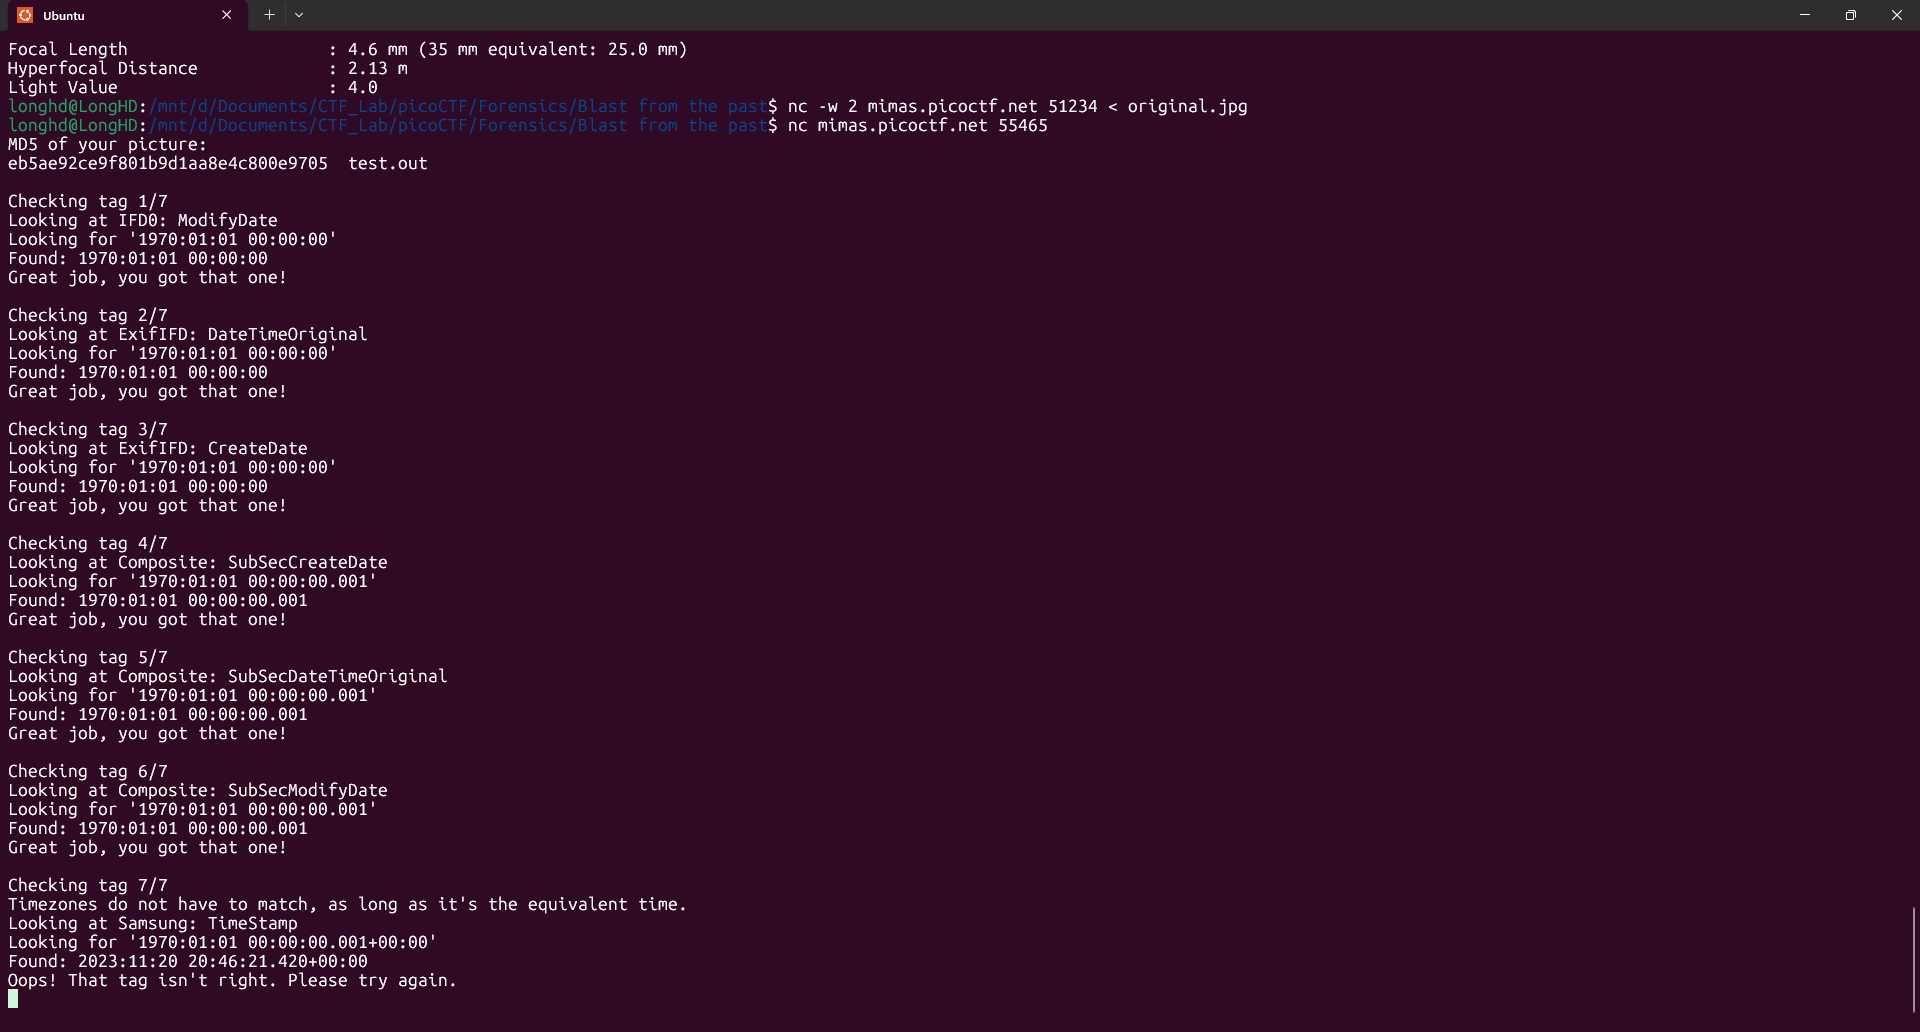 Ubuntu
Focal Length                    : 4.6 mm (35 mm equivalent: 25.0 mm)
Hyperfocal Distance             : 2.13 m
Light Value                     : 4.0
longhd@LongHD:/mnt/d/Documents/CTF_Lab/picoCTF/Forensics/Blast from the past$ nc -w 2 mimas.picoctf.net 51234 < original.jpg
longhd@LongHD:/mnt/d/Documents/CTF_Lab/picoCTF/Forensics/Blast from the past$ nc mimas.picoctf.net 55465
MD5 of your picture:
eb5ae92ce9f801b9d1aa8e4c800e9705  test.out
Checking tag 1/7
Looking at IFD0: ModifyDate
Looking for '1970:01:01 00:00:00'
Found: 1970:01:01 00:00:00
Great job, you got that one!
Checking tag 2/7
Looking at ExifIFD: DateTimeOriginal
Looking for '1970:01:01 00:00:00'
Found: 1970:01:01 00:00:00
Great job, you got that one!
Checking tag 3/7
Looking at ExifIFD: CreateDate
Looking for '1970:01:01 00:00:00'
Found: 1970:01:01 00:00:00
Great job, you got that one!
Checking tag 4/7
Looking at Composite: SubSecCreateDate
Looking for '1970:01:01 00:00:00.001'
Found: 1970:01:01 00:00:00.001
Great job, you got that one!
Checking tag 5/7
Looking at Composite: SubSecDateTimeOriginal
Looking for '1970:01:01 00:00:00.001'
Found: 1970:01:01 00:00:00.001
Great job, you got that one!
Checking tag 6/7
Looking at Composite: SubSecModifyDate
Looking for '1970:01:01 00:00:00.001'
Found: 1970:01:01 00:00:00.001
Great job, you got that one!
Checking tag 7/7
Timezones do not have to match, as long as it's the equivalent time.
Looking at Samsung: TimeStamp
Looking for '1970:01:01 00:00:00.001+00:00'
Found: 2023:11:20 20:46:21.420+00:00
Oops! That tag isn't right. Please try again.